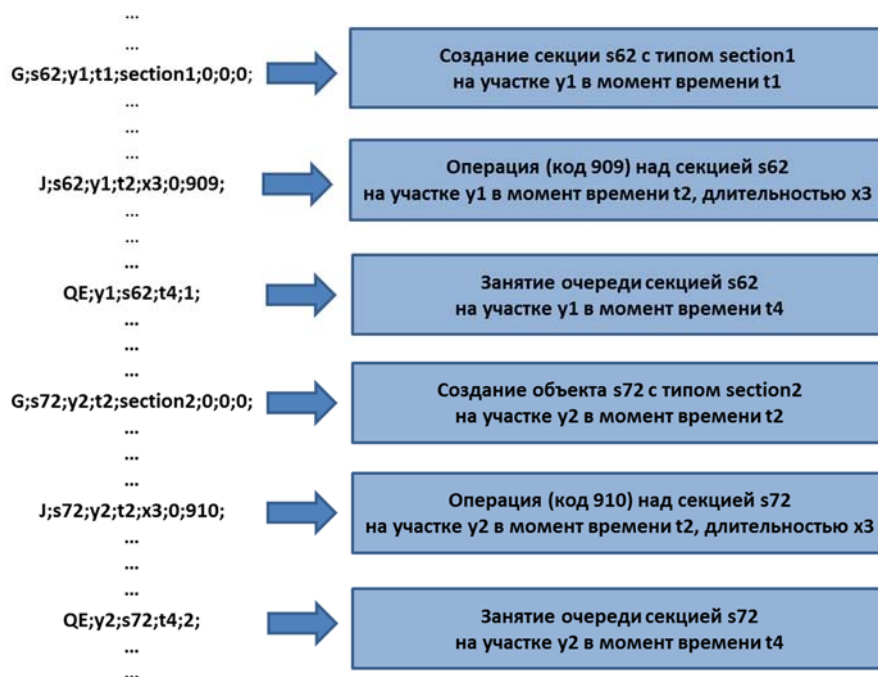 ...
...
G;s62;y1;t1;section1;0;0;0;
Создание секции s62 с типом section1
на участке y1 в момент времени t1
...
...
...
J;s62;y1;t2;x3;0;909;
Операция (код 909) над секцией s62
на участке y1 в момент времени t2, длительностью x3
...
...
...
QE;y1;s62;t4;1;
Занятие очереди секцией s62
на участке y1 в момент времени t4
...
...
...
G;s72;y2;t2;section2;0;0;0;
Создание объекта s72 с типом section2
на участке y2 в момент времени t2
...
...
...
J;s72;y2;t2;x3;0;910;
Операция (код 910) над секцией s72
на участке y2 в момент времени t2, длительностью x3
...
...
...
QE;y2;s72;t4;2;
Занятие очереди секцией s72
на участке y2 в момент времени t4
...
...